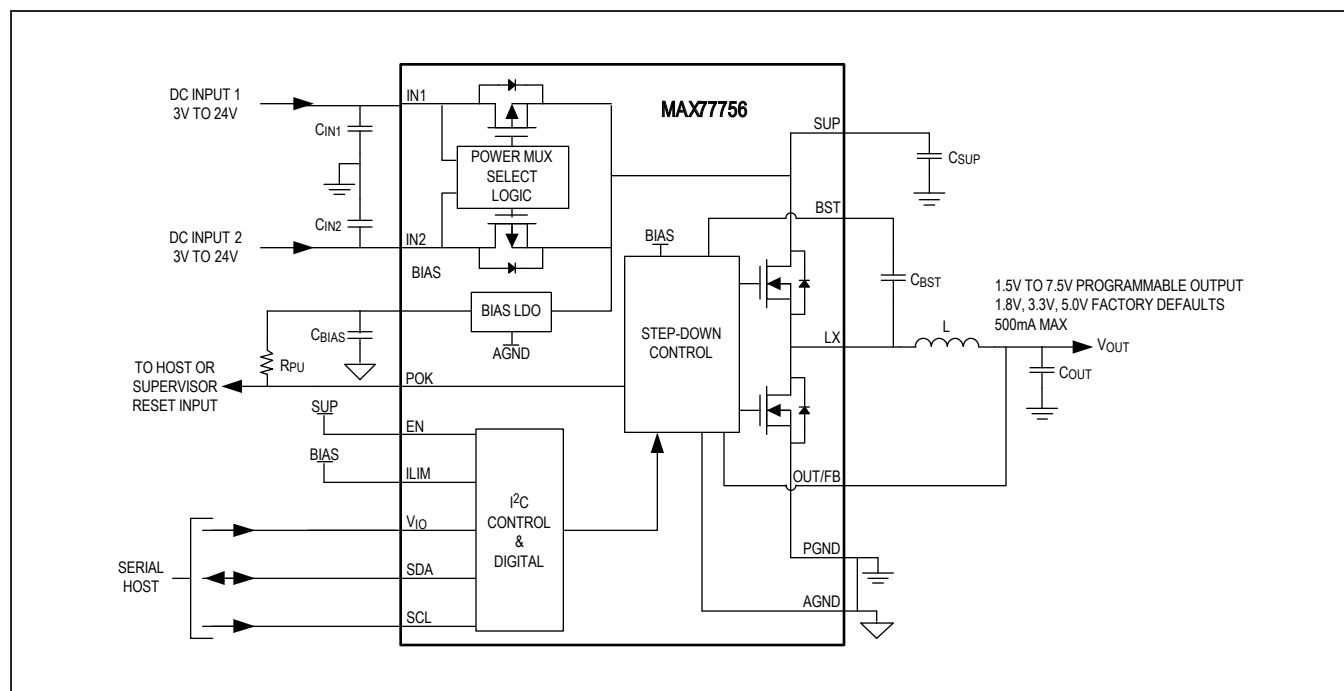 MAX77756
DC INPUT 1
3V TO 24V
CIN1
IN1
POWER MUX
SELECT
LOGIC
CIN2
DC INPUT 2
3V TO 24V
IN2
BIAS
BIAS LDO
AGND
CBIAS
RPU
TO HOST OR
SUPERVISOR
RESET INPUT
POK
SUP
EN
BIAS
ILIM
VIO
SDA
SCL
SERIAL
HOST
I2C
CONTROL
&
DIGITAL
BIAS
STEP-DOWN
CONTROL
SUP
CSUP
BST
CBST
LX
L
1.5V TO 7.5V PROGRAMMABLE OUTPUT
1.8V, 3.3V, 5.0V FACTORY DEFAULTS
500mA MAX
VOUT
COUT
OUT/FB
PGND
AGND